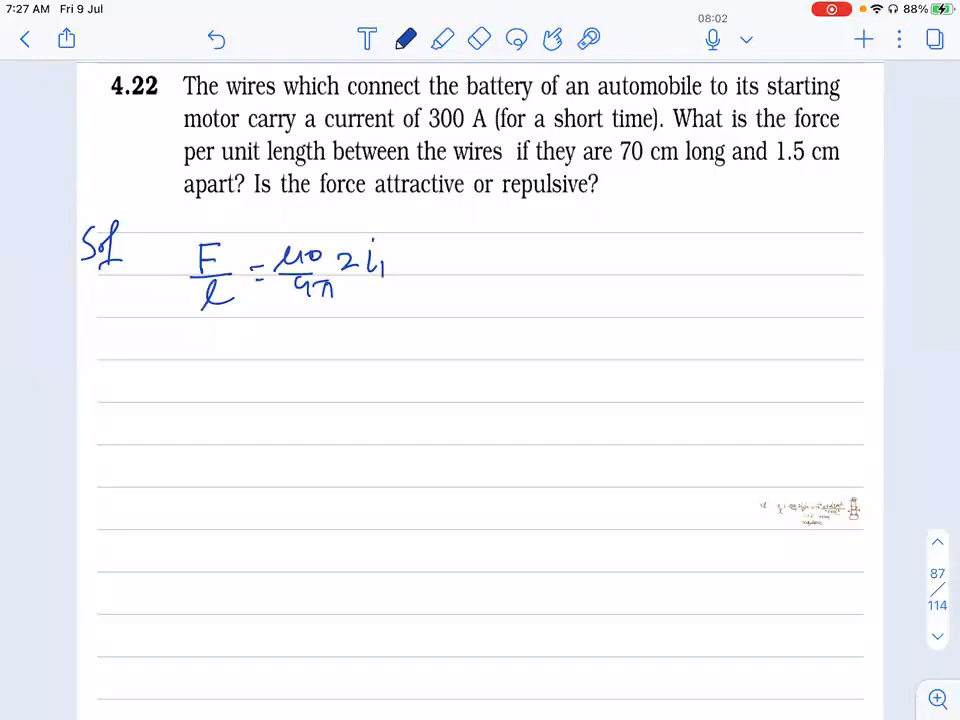 7:27 AM Fri 9 Jul
88%
08:02
4.22 The wires which connect the battery of an automobile to its starting
motor carry a current of 300 A (for a short time). What is the force
per unit length between the wires if they are 70 cm long and 1.5 cm
apart? Is the force attractive or repulsive?
Sol
F/l = μ0/4π 2i1
87
114